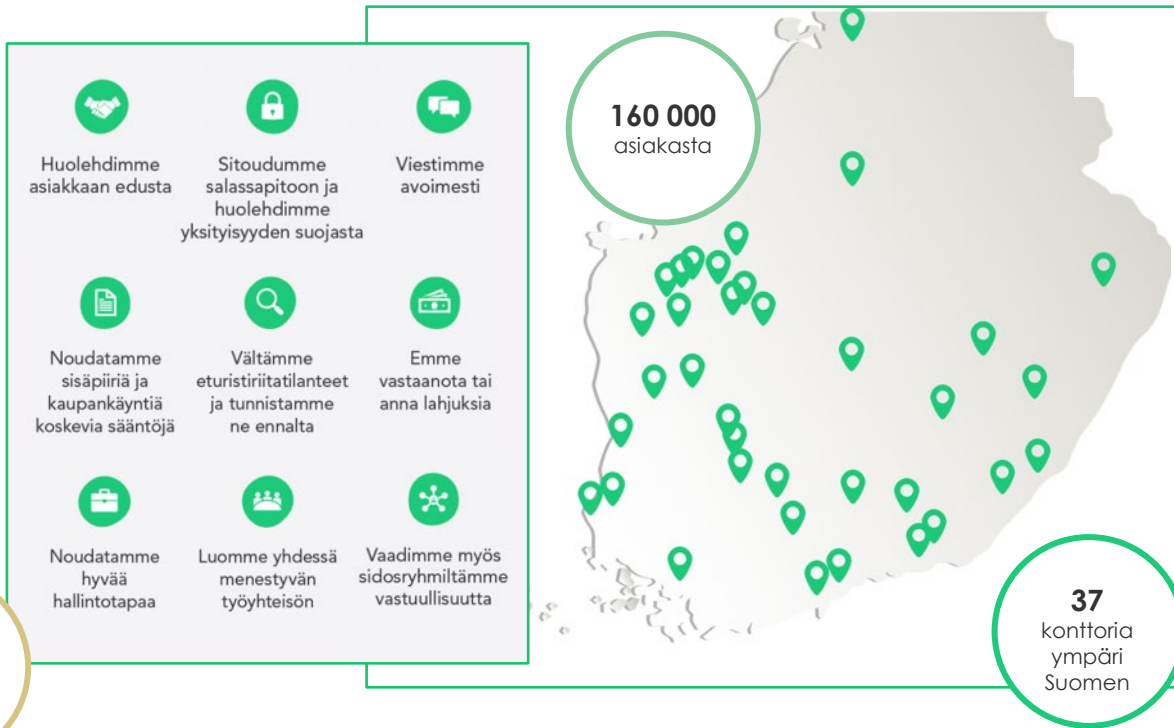 Huolehdimme
asiakkaan edusta
Sitoudumme
salassapitoon ja
huolehdimme
yksityisyyden suojasta
Viestimme
avoimesti
Noudatamme
sisäpiiriä ja
kaupankäyntiä
koskevia sääntöjä
Vältämme
eturistiriitatilanteet
ja tunnistamme
ne ennalta
Emme
vastaanota tai
anna lahjuksia
Noudatamme
hyvää
hallintotapaa
Luomme yhdessä
menestyvän
työyhteisön
Vaadimme myös
sidosryhmiltämme
vastuullisuutta
160 000
asiakasta
37
konttoria
ympäri
Suomen